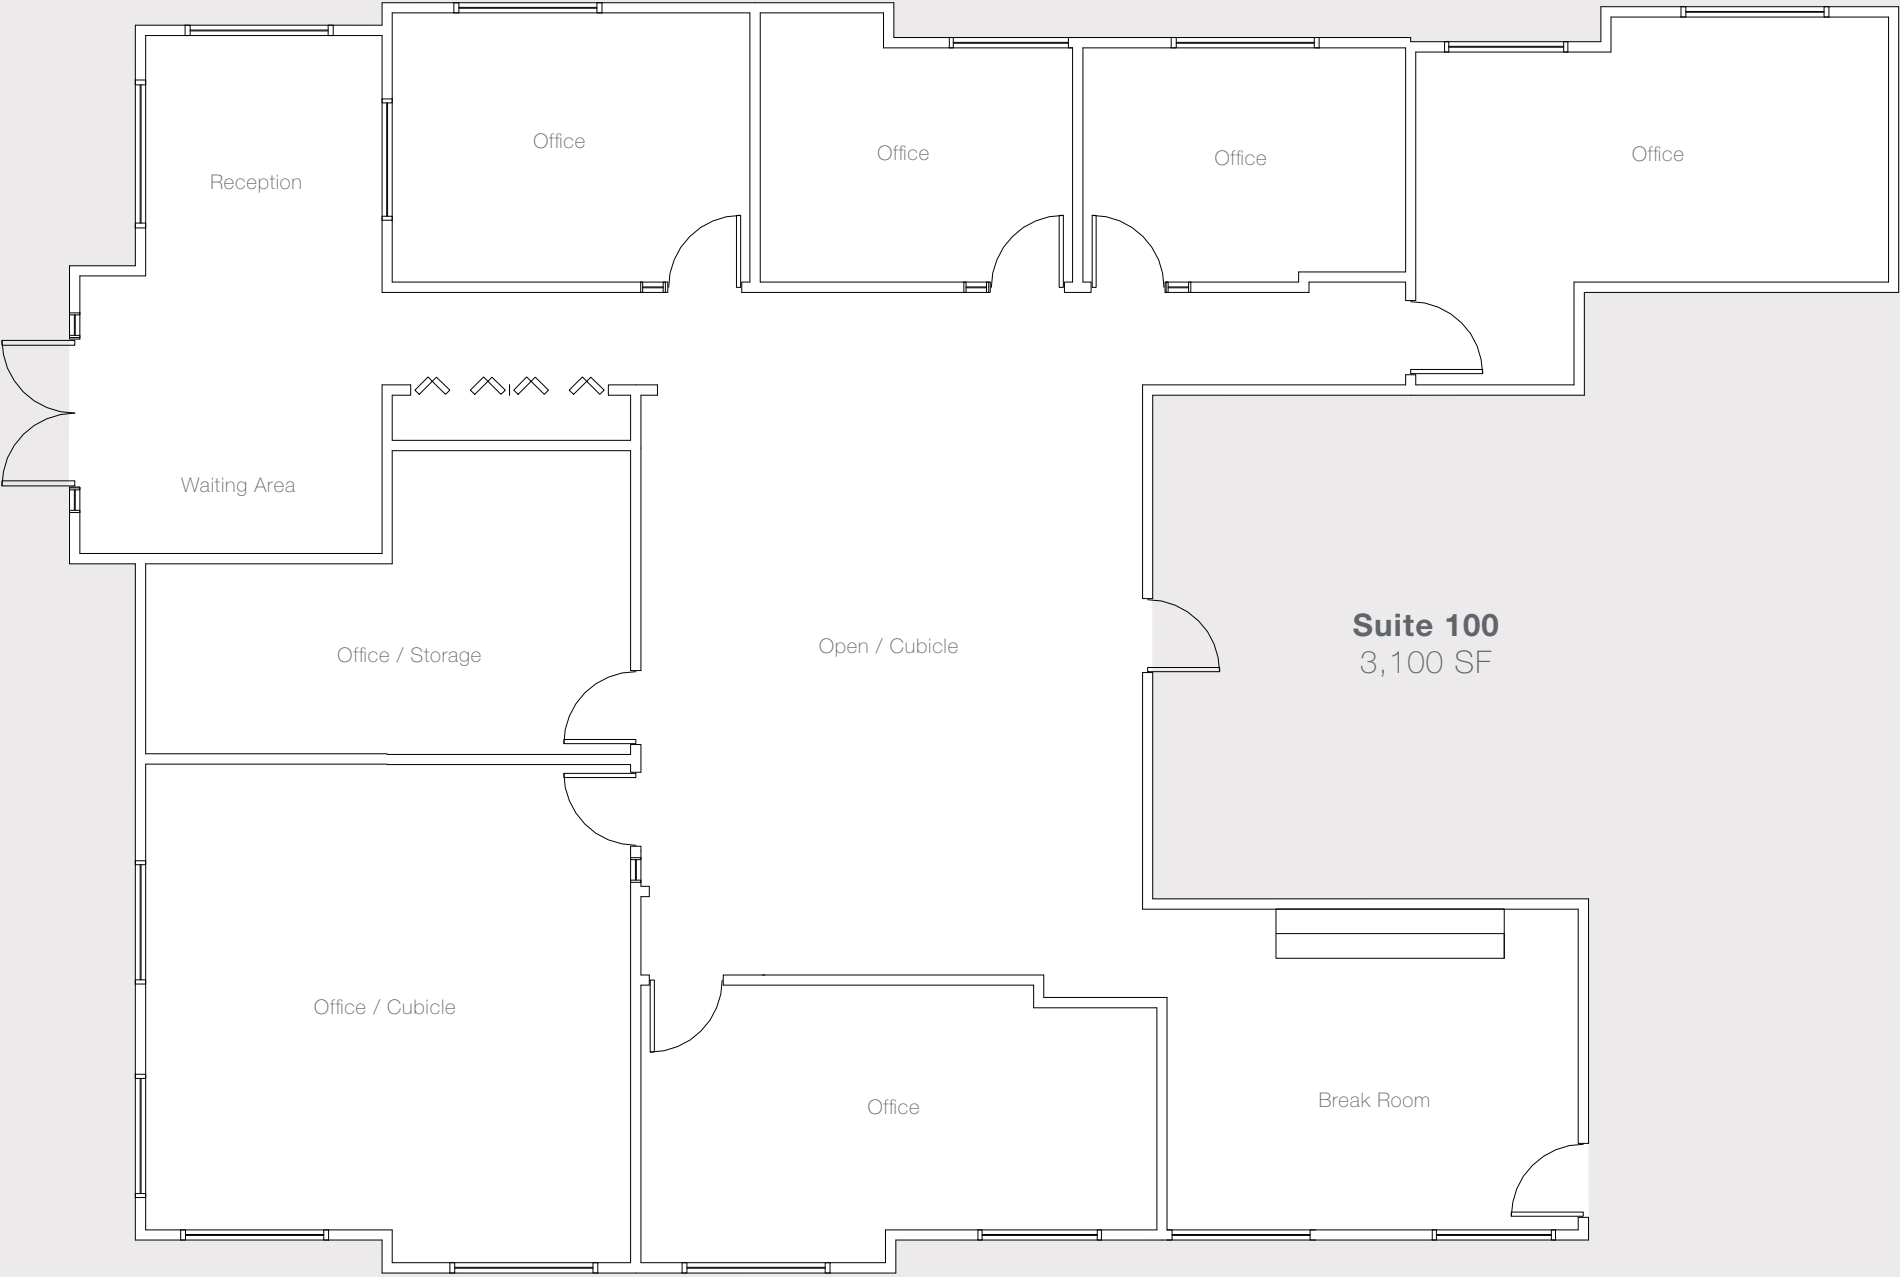 Office
Office
Office
Office
Reception
Waiting Area
Office / Storage
Open / Cubicle
Suite 100
3,100 SF
Office / Cubicle
Office
Break Room